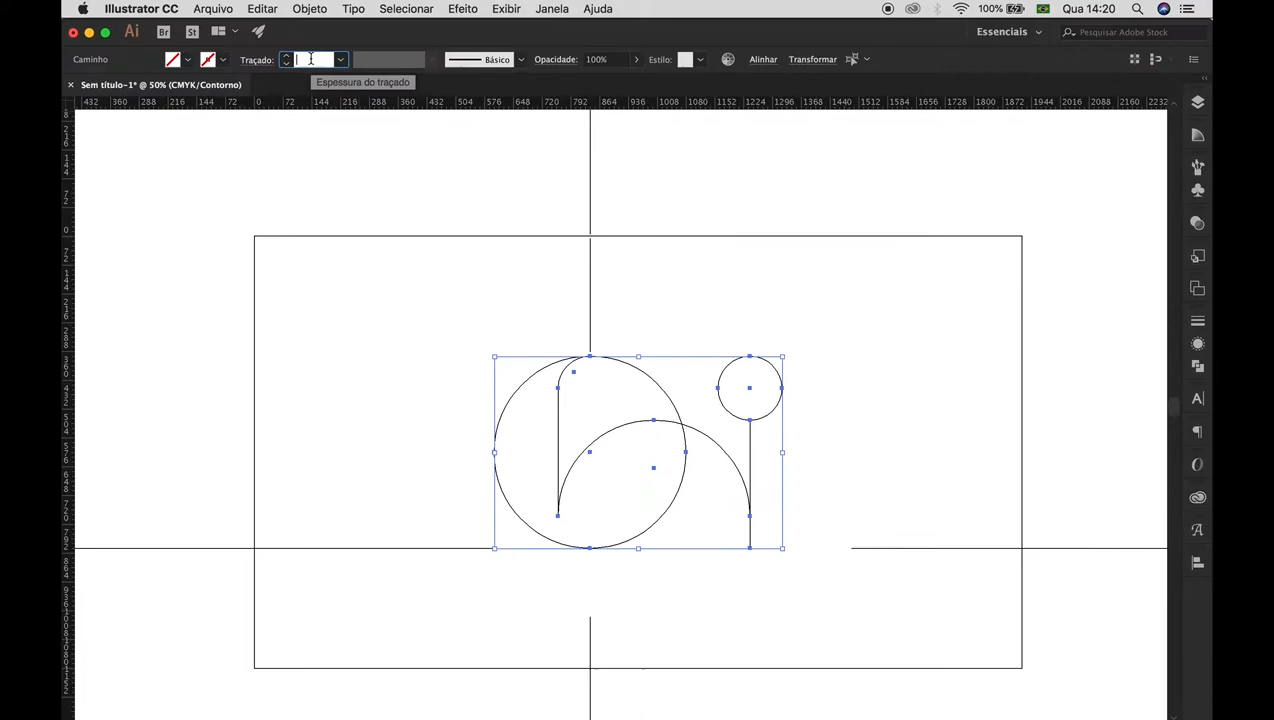 Illustrator CC Arquivo Editar Objeto Tipo Selecionar Efeito Exibir Janela Ajuda 100% Qua 14:20
Ai Br St Essenciais Pesquisar Adobe Stock
Caminho Traçado: Básico Opacidade: 100% Estilo: Alinhar Transformar
Espessura do traçado
× Sem título-1* @ 50% (CMYK/Contorno)
432 360 288 216 144 72 0 72 144 216 288 360 432 504 576 648 720 792 864 936 1008 1080 1152 1224 1296 1368 1440 1512 1584 1656 1728 1800 1872 1944 2016 2088 2160 2232